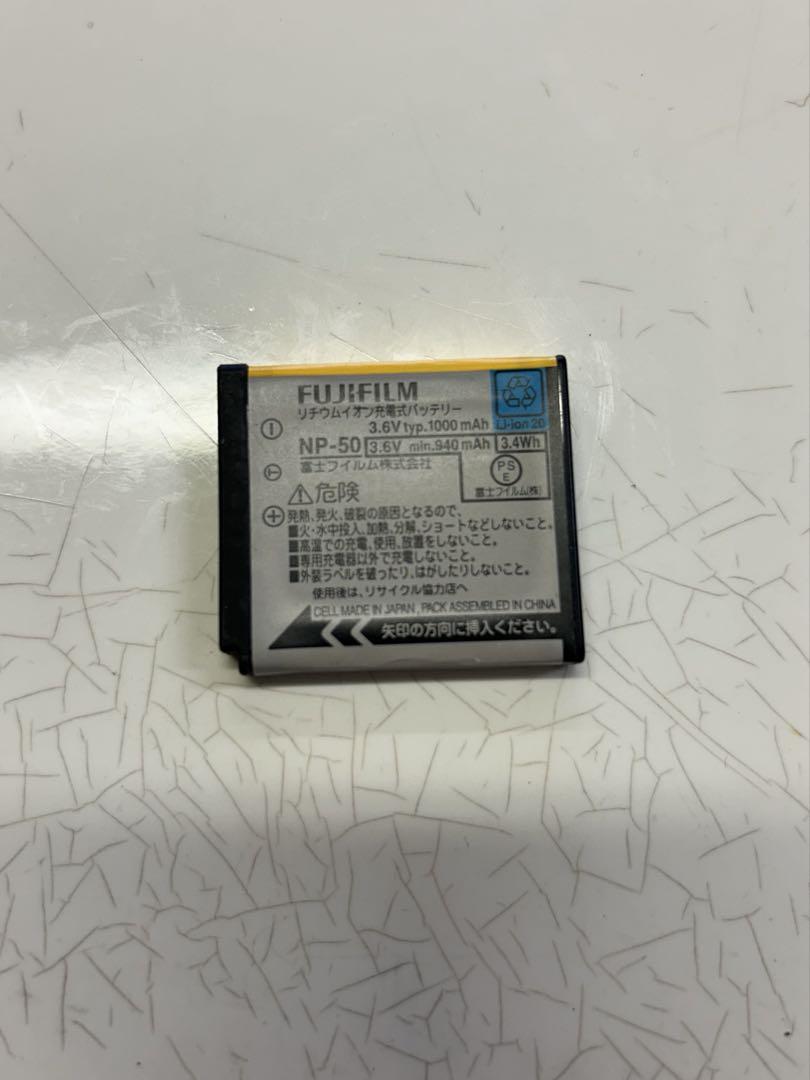 FUJIFILM
リチウムイオン充電式バッテリー
3.6V typ.1000 mAh
Li-ion 20
NP-50 3.6V min.940 mAh 3.4Wh
富士フイルム株式会社
PS
E
富士フイルム(株)
⚠危険
発熱、発火、破裂の原因となるので、
■火・水中投入、加熱、分解、ショートなどしないこと。
■高温での充電、使用、放置をしないこと。
■専用充電器以外で充電しないこと。
■外装ラベルを破ったり、はがしたりしないこと。
使用後は、リサイクル協力店へ
CELL MADE IN JAPAN , PACK ASSEMBLED IN CHINA
矢印の方向に挿入ください。